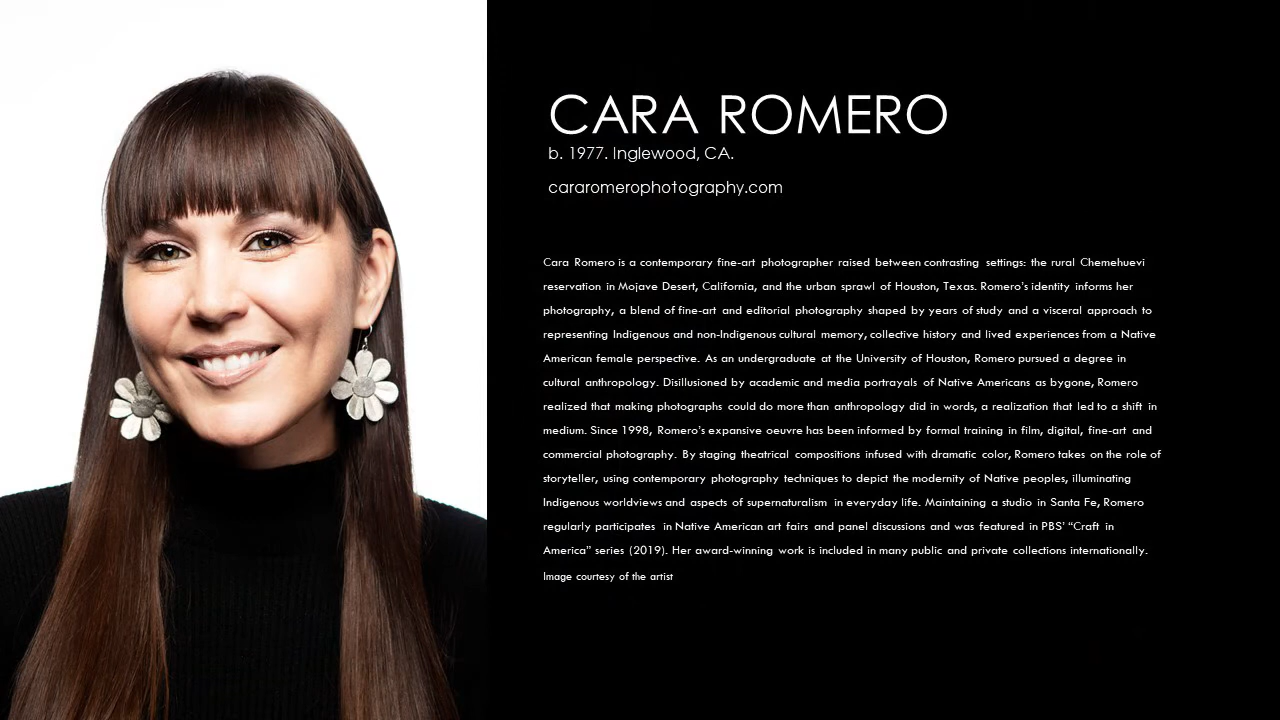 CARA ROMERO
b. 1977. Inglewood, CA.
cararomerophotography.com
Cara Romero is a contemporary fine-art photographer raised between contrasting settings: the rural Chemehuevi
reservation in Mojave Desert, California, and the urban sprawl of Houston, Texas. Romero's identity informs her
photography, a blend of fine-art and editorial photography shaped by years of study and a visceral approach to
representing Indigenous and non-Indigenous cultural memory, collective history and lived experiences from a Native
American female perspective. As an undergraduate at the University of Houston, Romero pursued a degree in
cultural anthropology. Disillusioned by academic and media portrayals of Native Americans as bygone, Romero
realized that making photographs could do more than anthropology did in words, a realization that led to a shift in
medium. Since 1998, Romero's expansive oeuvre has been informed by formal training in film, digital, fine-art and
commercial photography. By staging theatrical compositions infused with dramatic color, Romero takes on the role of
storyteller, using contemporary photography techniques to depict the modernity of Native peoples, illuminating
Indigenous worldviews and aspects of supernaturalism in everyday life. Maintaining a studio in Santa Fe, Romero
regularly participates in Native American art fairs and panel discussions and was featured in PBS' “Craft in
America” series (2019). Her award-winning work is included in many public and private collections internationally.
Image courtesy of the artist